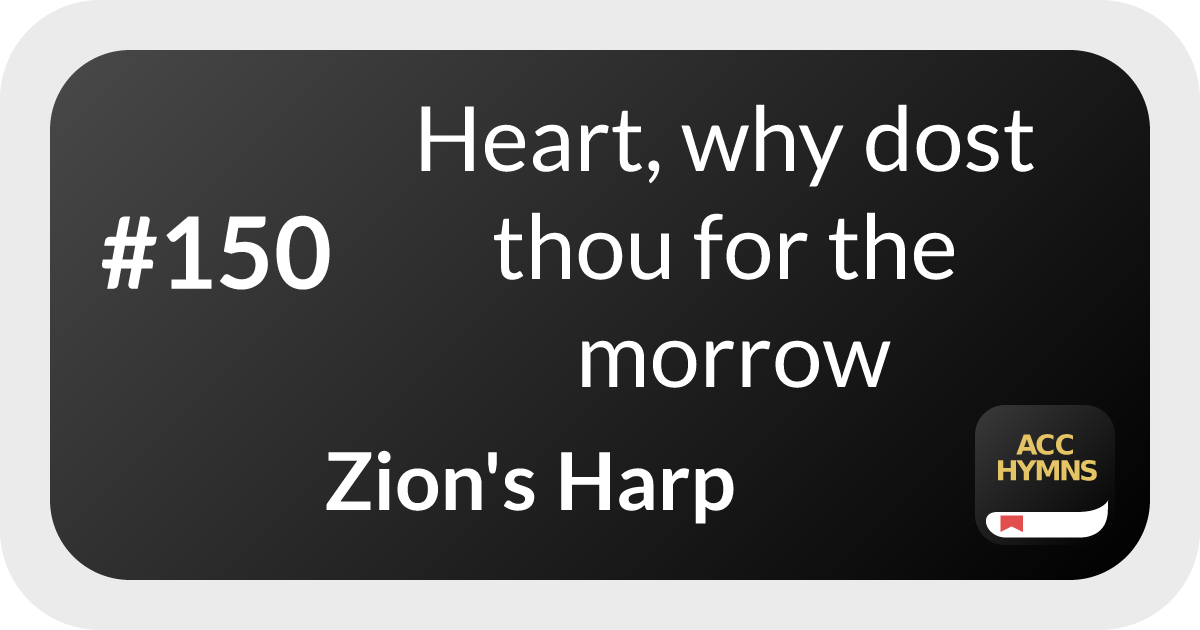 #150
Heart, why dost
thou for the
morrow
Zion's Harp
ACC
HYMNS